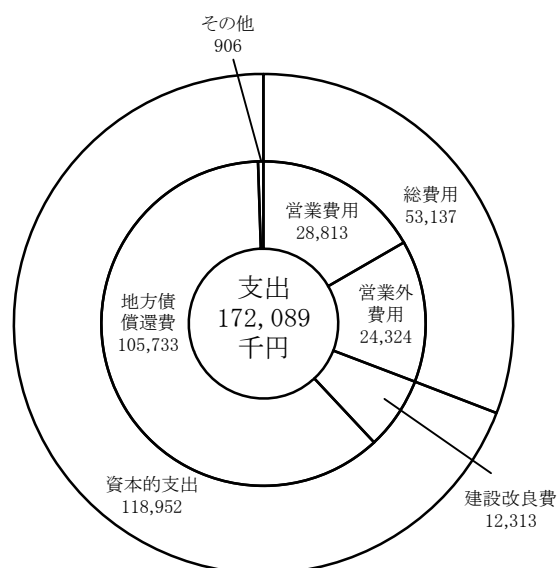 その他
906
総費用
53,137
営業費用
28,813
営業外
費用
24,324
支出
172,089
千円
地方債
償還費
105,733
資本的支出
118,952
建設改良費
12,313